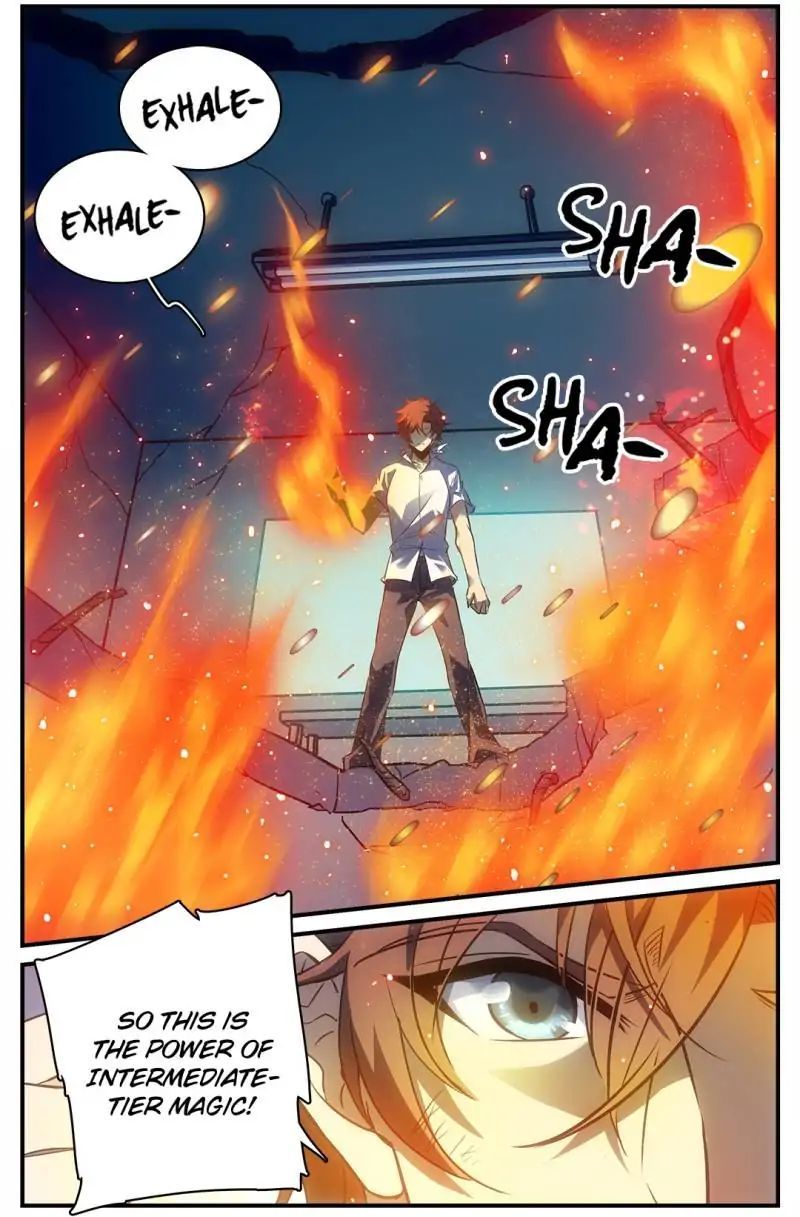 EXHALE-
EXHALE-
SHA-
SHA-
SO THIS IS
THE POWER OF
INTERMEDIATE-
TIER MAGIC!